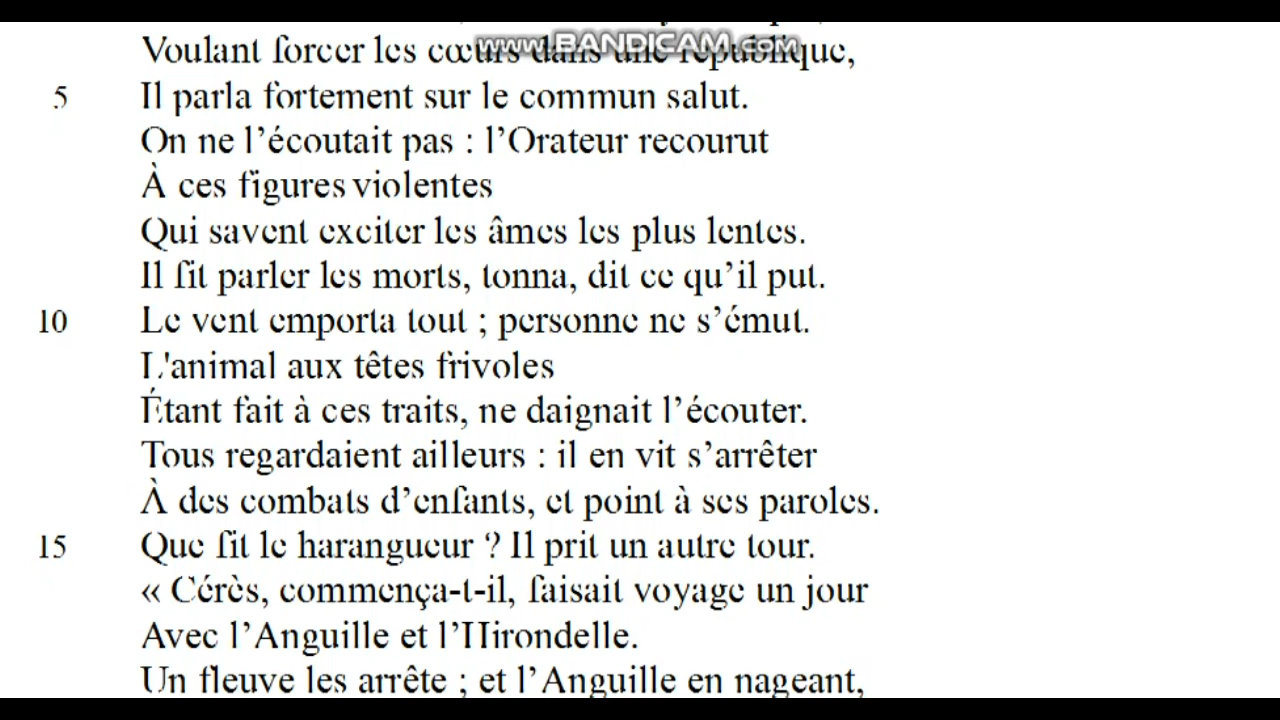 www.BANDICAM.com
Voulant forcer les cœurs dans une république,
5 Il parla fortement sur le commun salut.
On ne l’écoutait pas : l’Orateur recourut
À ces figures violentes
Qui savent exciter les âmes les plus lentes.
Il fit parler les morts, tonna, dit ce qu’il put.
10 Le vent emporta tout ; personne ne s’émut.
L'animal aux têtes frivoles
Étant fait à ces traits, ne daignait l’écouter.
Tous regardaient ailleurs : il en vit s’arrêter
À des combats d’enfants, et point à ses paroles.
15 Que fit le harangueur ? Il prit un autre tour.
« Cérès, commença-t-il, faisait voyage un jour
Avec l’Anguille et l’Hirondelle.
Un fleuve les arrête ; et l’Anguille en nageant,